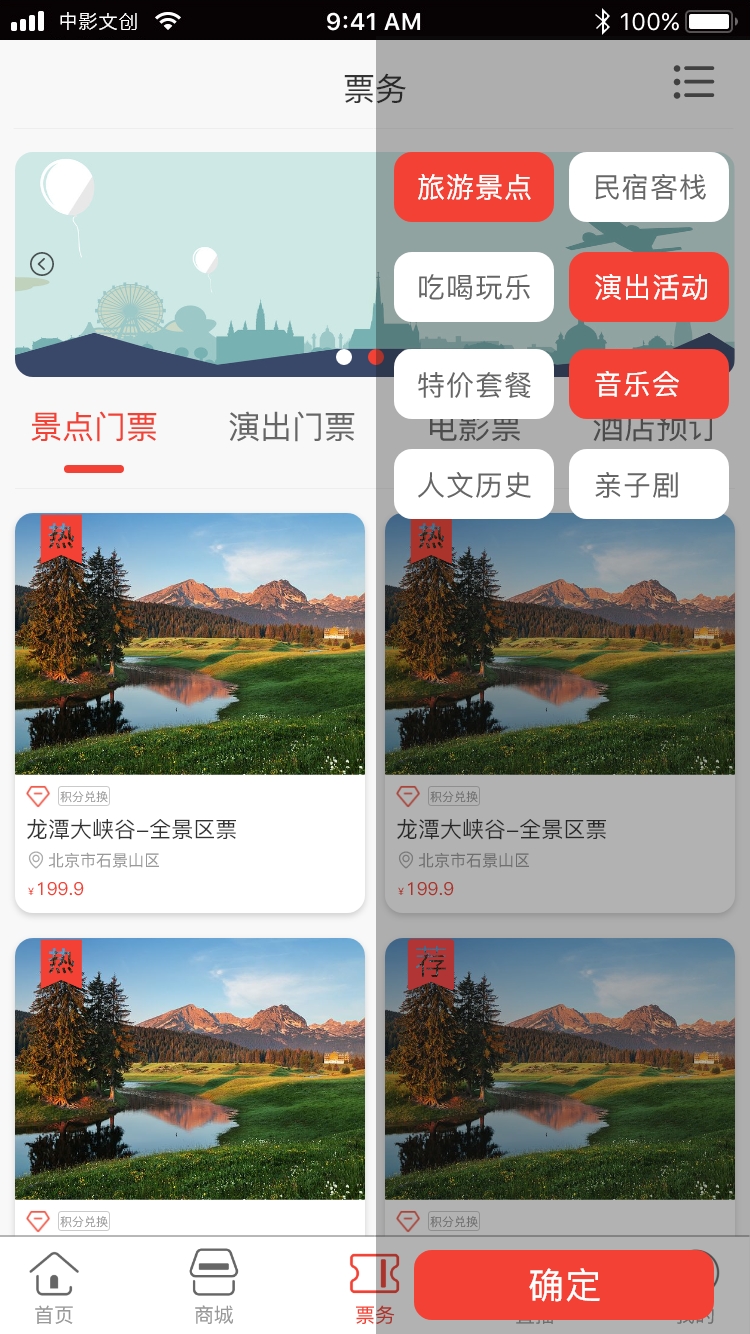 中影文创 9:41 AM 100%
票务
旅游景点 民宿客栈
吃喝玩乐 演出活动
特价套餐 音乐会
景点门票 演出门票 电影票 酒店预订
人文历史 亲子剧
热 热
积分兑换 积分兑换
龙潭大峡谷-全景区票 龙潭大峡谷-全景区票
北京市石景山区 北京市石景山区
¥199.9 ¥199.9
热 荐
积分兑换 积分兑换
确定
首页 商城 票务 直播 我的